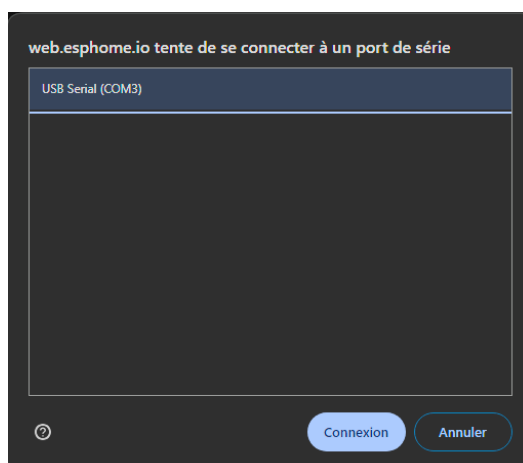 web.esphome.io tente de se connecter à un port de série
USB Serial (COM3)
Connexion
Annuler